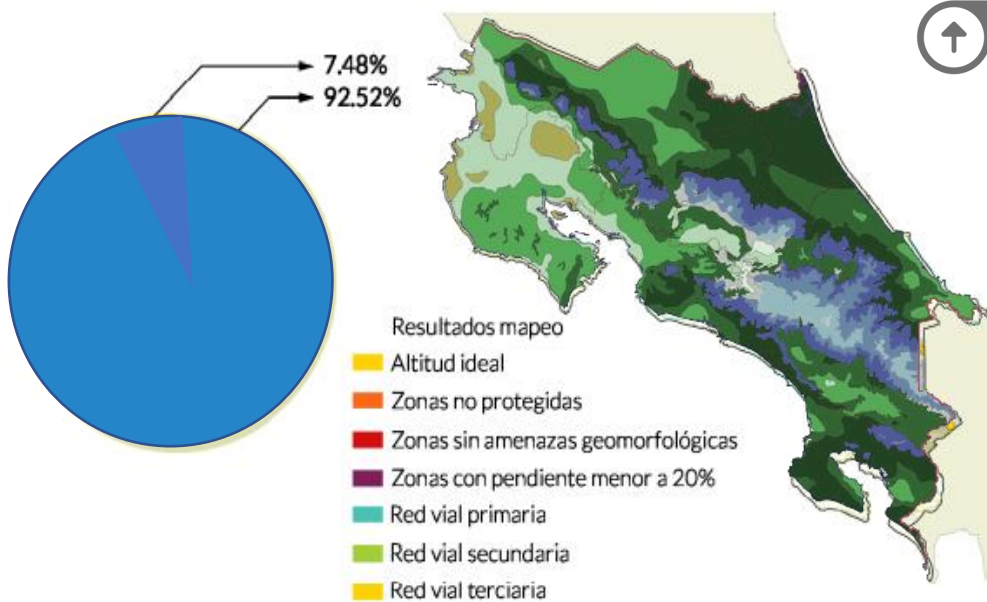 7.48%
92.52%
Resultados mapeo
Altitud ideal
Zonas no protegidas
Zonas sin amenazas geomorfológicas
Zonas con pendiente menor a 20%
Red vial primaria
Red vial secundaria
Red vial terciaria